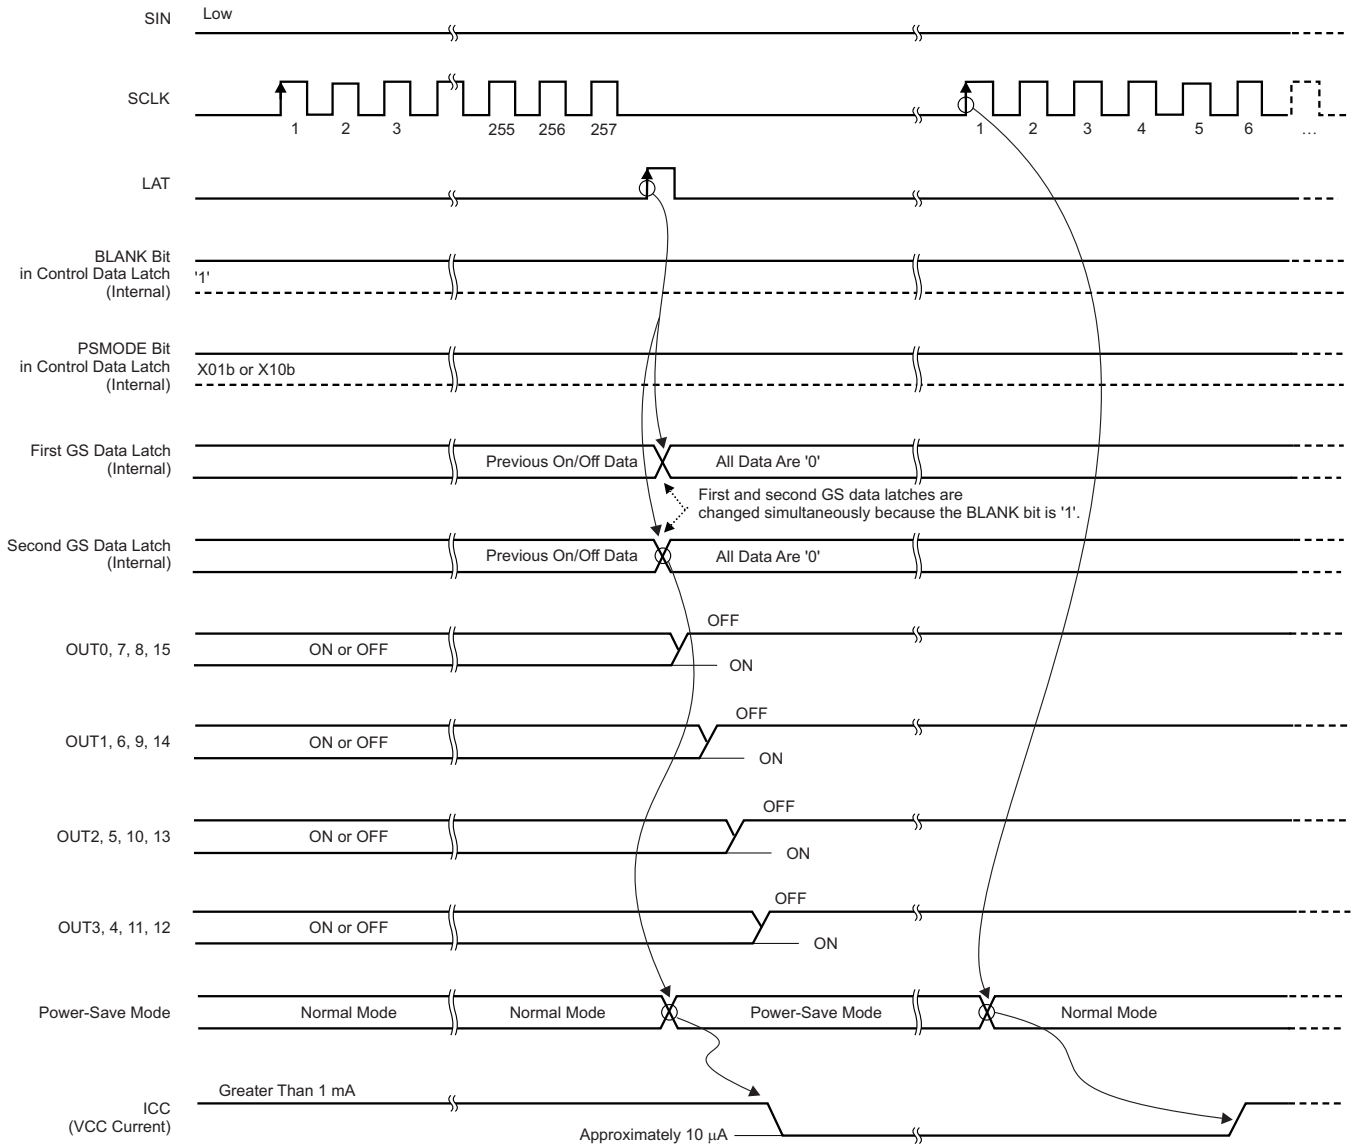 SIN
Low
SCLK
1 2 3 255 256 257 1 2 3 4 5 6 ...
LAT
BLANK Bit
in Control Data Latch
(Internal)
'1'
PSMODE Bit
in Control Data Latch
(Internal)
X01b or X10b
First GS Data Latch
(Internal)
Previous On/Off Data
All Data Are '0'
First and second GS data latches are
changed simultaneously because the BLANK bit is '1'.
Second GS Data Latch
(Internal)
Previous On/Off Data
All Data Are '0'
OUT0, 7, 8, 15
ON or OFF
OFF
ON
OUT1, 6, 9, 14
ON or OFF
OFF
ON
OUT2, 5, 10, 13
ON or OFF
OFF
ON
OUT3, 4, 11, 12
ON or OFF
OFF
ON
Power-Save Mode
Normal Mode
Normal Mode
Power-Save Mode
Normal Mode
ICC
(VCC Current)
Greater Than 1 mA
Approximately 10 µA